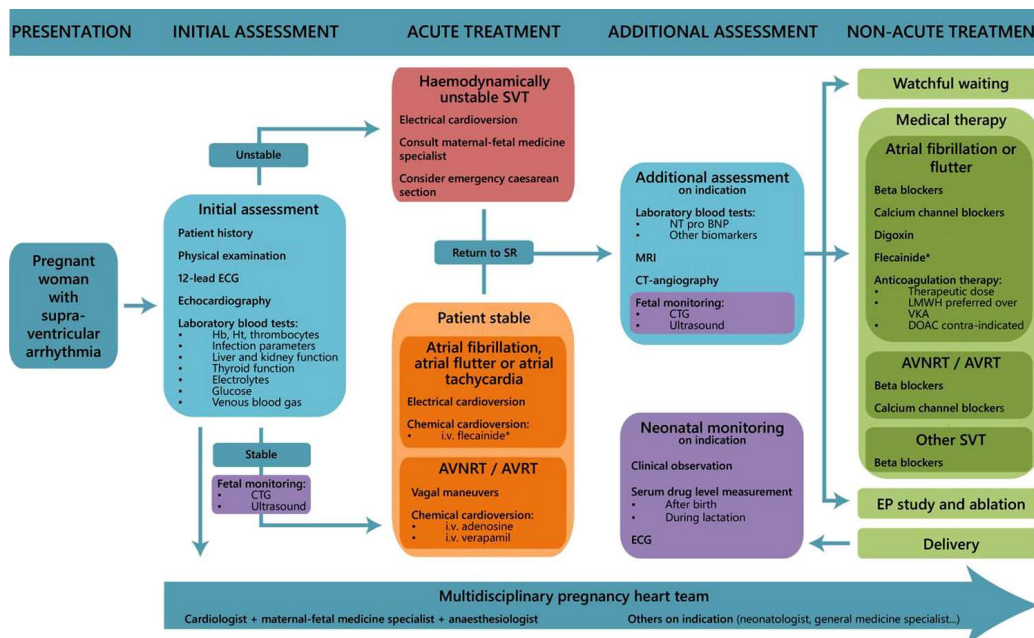 PRESENTATION
INITIAL ASSESSMENT
ACUTE TREATMENT
ADDITIONAL ASSESSMENT
NON-ACUTE TREATMEN
Pregnant
woman
with
supra-
ventricular
arrhythmia
Unstable
Initial assessment
Patient history
Physical examination
12-lead ECG
Echocardiography
Laboratory blood tests:
• Hb, Ht, thrombocytes
• Infection parameters
• Liver and kidney function
• Thyroid function
• Electrolytes
• Glucose
• Venous blood gas
Stable
Fetal monitoring:
• CTG
• Ultrasound
Haemodynamically
unstable SVT
Electrical cardioversion
Consult maternal-fetal medicine
specialist
Consider emergency caesarean
section
Return to SR
Patient stable
Atrial fibrillation,
atrial flutter or atrial
tachycardia
Electrical cardioversion
Chemical cardioversion:
• i.v. flecainide*
AVNRT / AVRT
Vagal maneuvers
Chemical cardioversion:
• i.v. adenosine
• i.v. verapamil
Additional assessment
on indication
Laboratory blood tests:
• NT pro BNP
• Other biomarkers
MRI
CT-angiography
Fetal monitoring:
• CTG
• Ultrasound
Neonatal monitoring
on indication
Clinical observation
Serum drug level measurement
• After birth
• During lactation
ECG
Watchful waiting
Medical therapy
Atrial fibrillation or
flutter
Beta blockers
Calcium channel blockers
Digoxin
Flecainide*
Anticoagulation therapy:
• Therapeutic dose
• LMWH preferred over
• VKA
• DOAC contra-indicated
AVNRT / AVRT
Beta blockers
Calcium channel blockers
Other SVT
Beta blockers
EP study and ablation
Delivery
Multidisciplinary pregnancy heart team
Cardiologist + maternal-fetal medicine specialist + anaesthesiologist
Others on indication (neonatologist, general medicine specialist...)